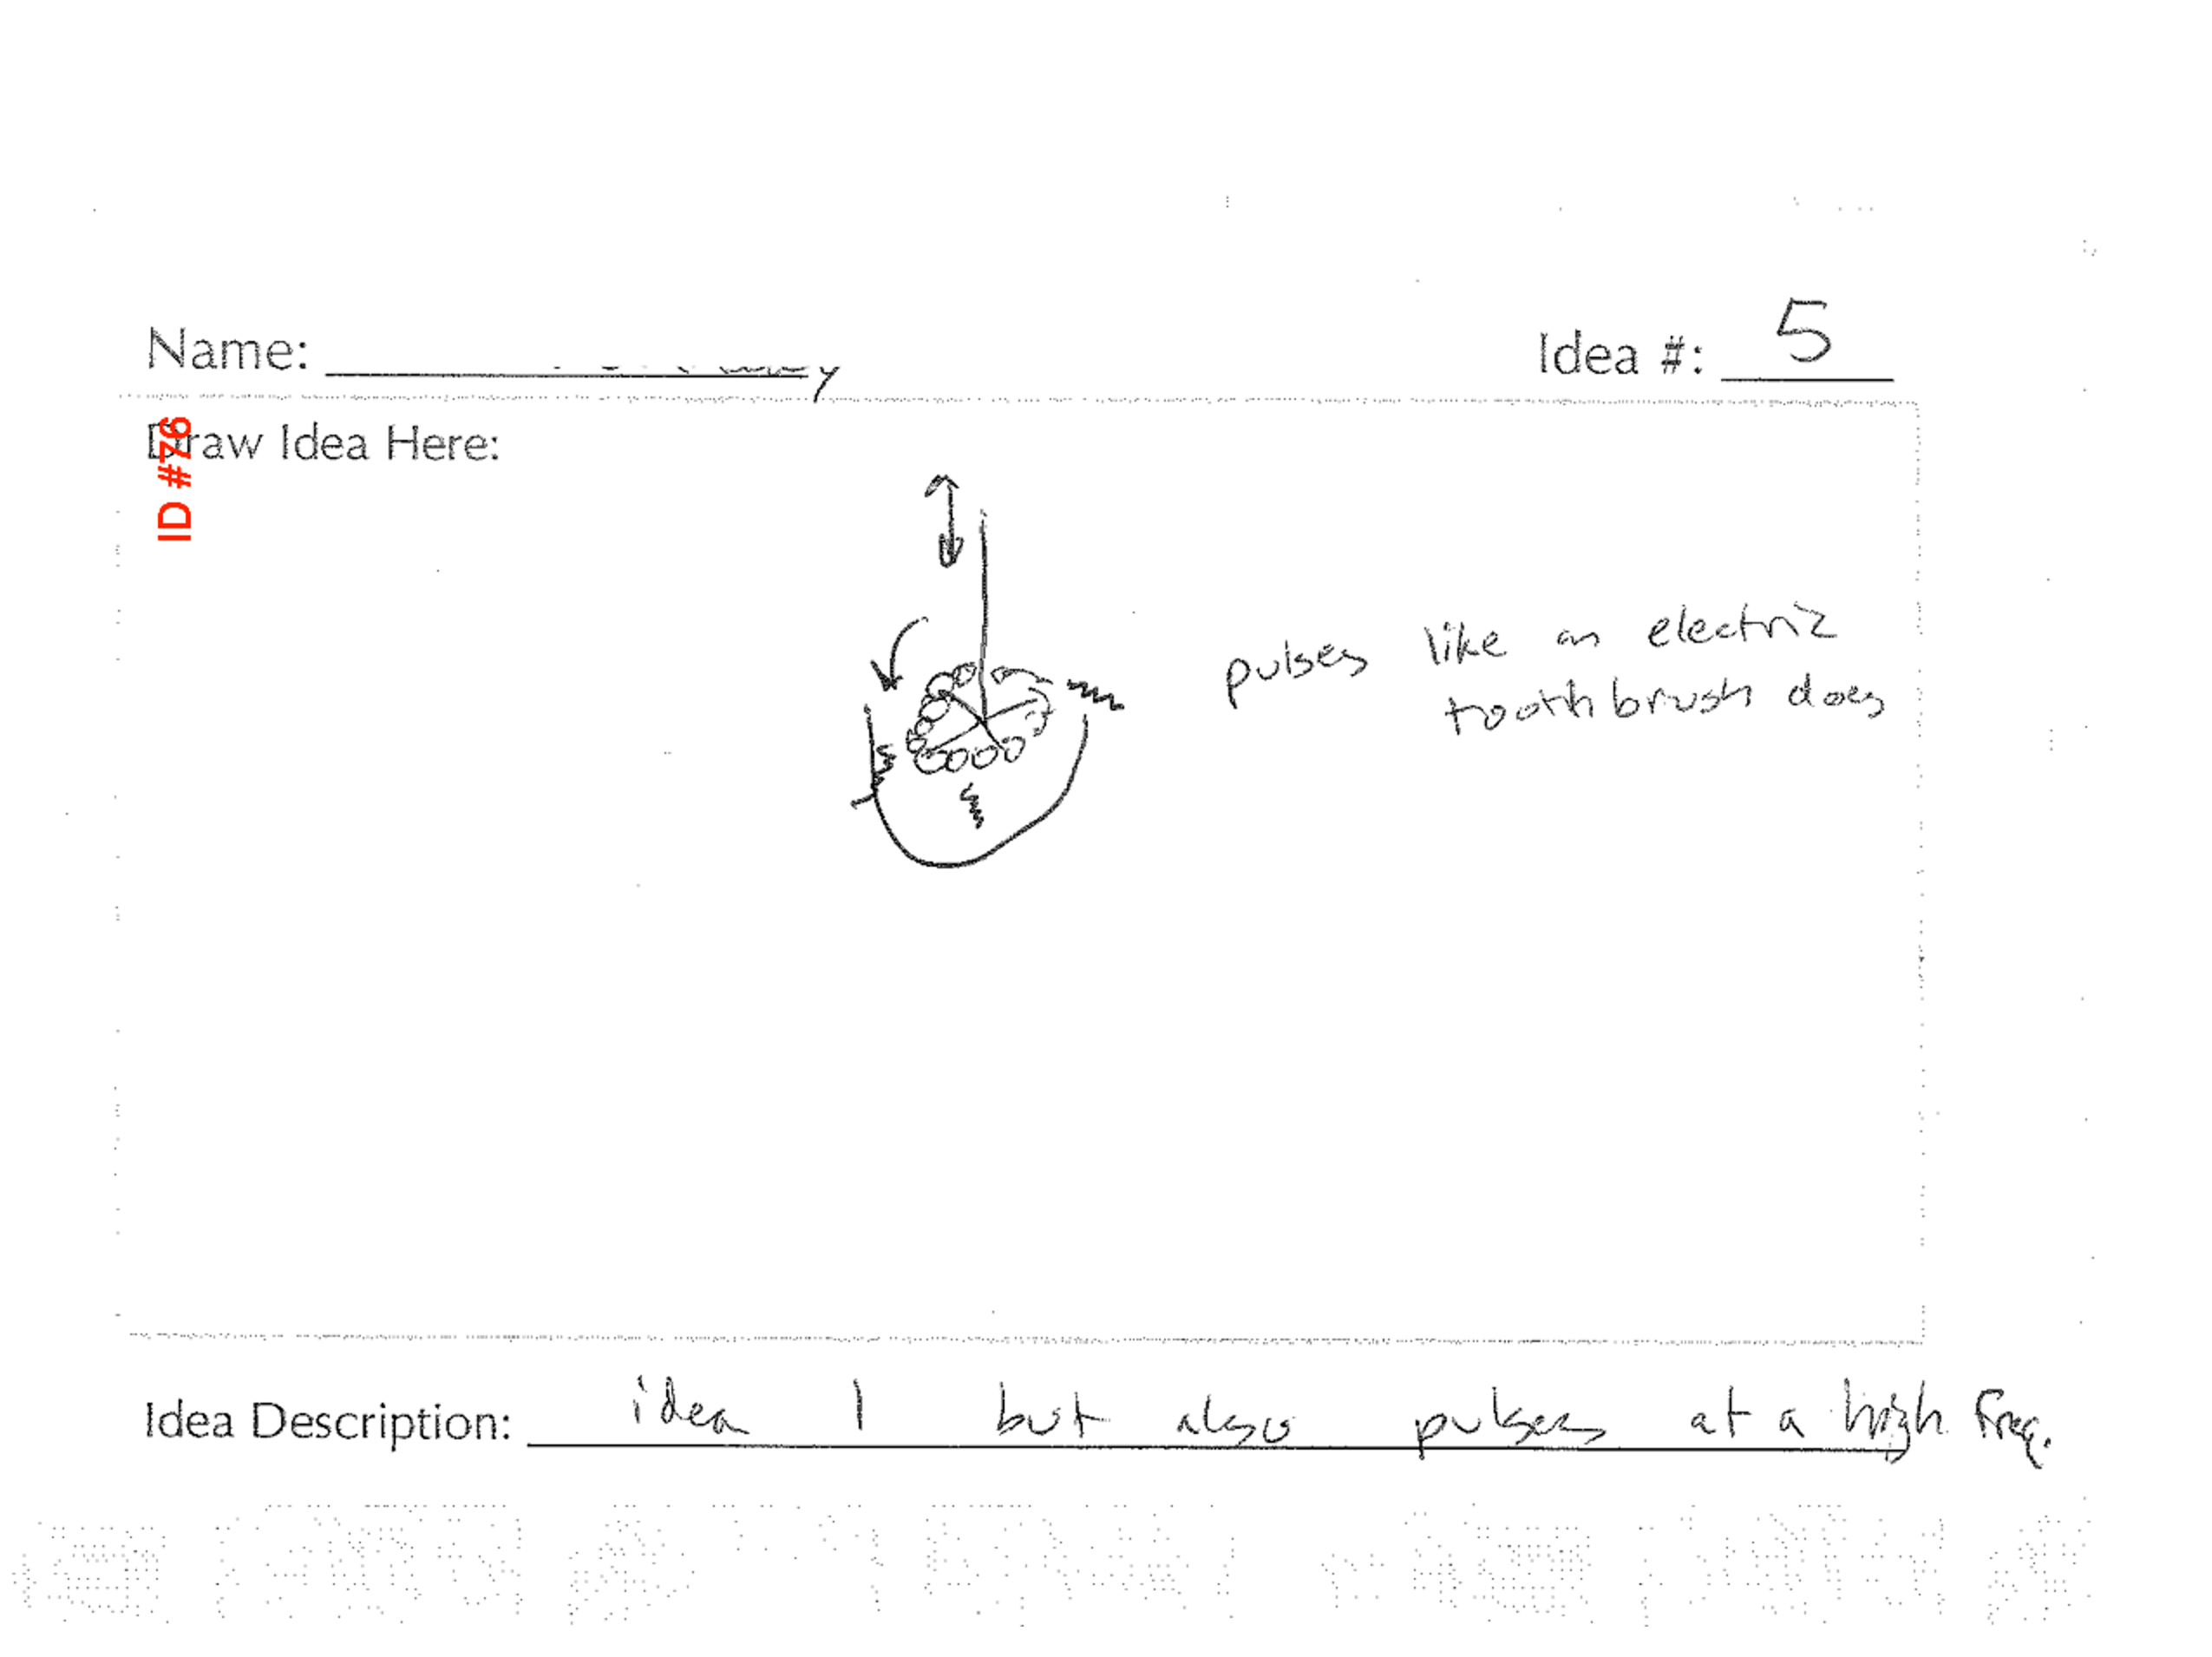 Name:
Idea #: 5
ID #76
Draw Idea Here:
pulses like an electric
toothbrush does
Idea Description: idea 1 but also pulses at a high freq.